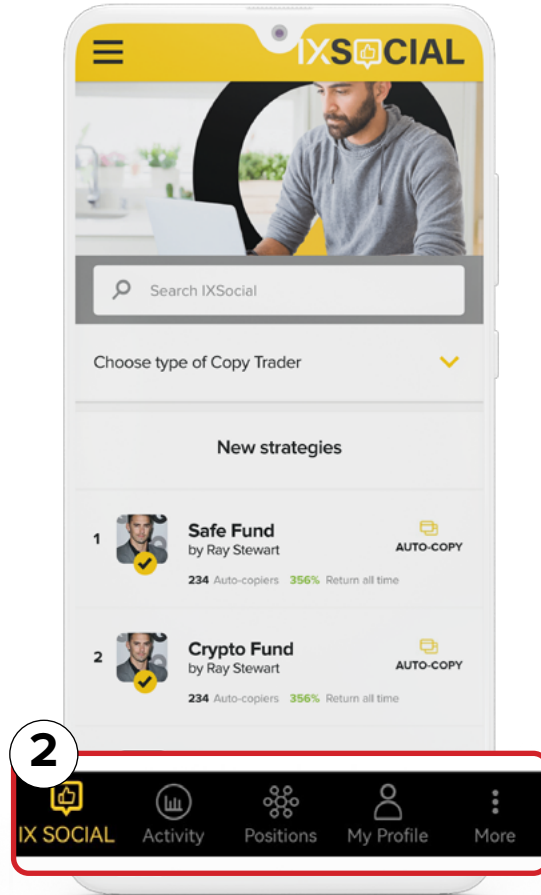 IXSOCIAL
Search IXSocial
Choose type of Copy Trader
New strategies
1
Safe Fund
by Ray Stewart
AUTO-COPY
234 Auto-copiers 356% Return all time
2
Crypto Fund
by Ray Stewart
AUTO-COPY
234 Auto-copiers 356% Return all time
2
IX SOCIAL Activity Positions My Profile More